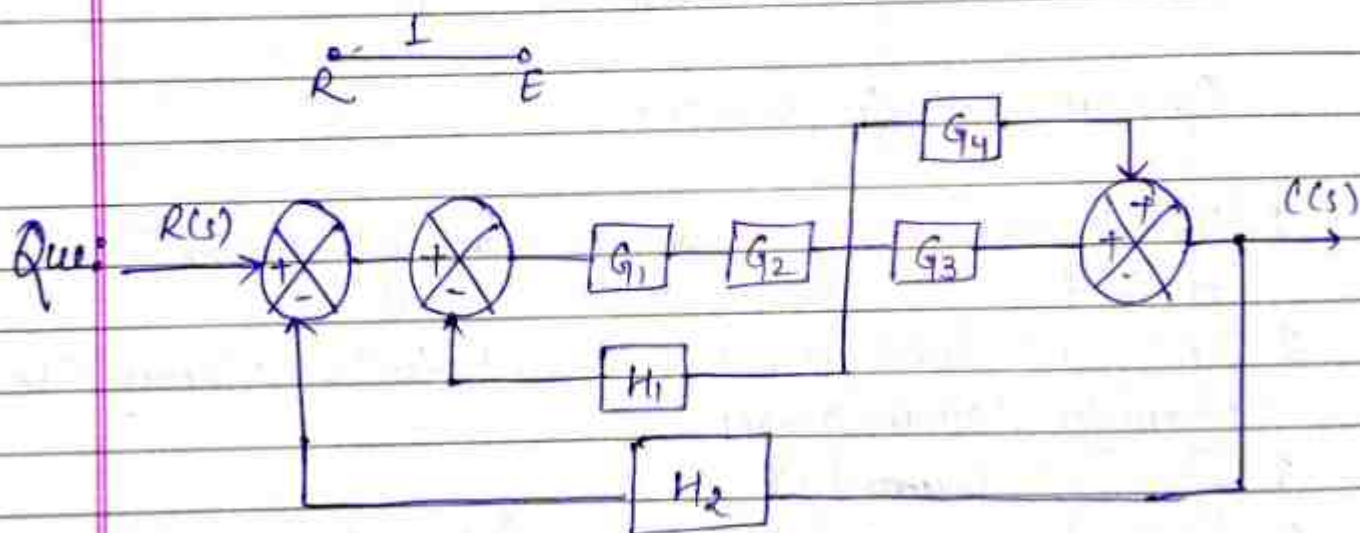 1
R E
G4
Que: R(s) + - + - G1 G2 G3 + + - C(s)
H1
H2